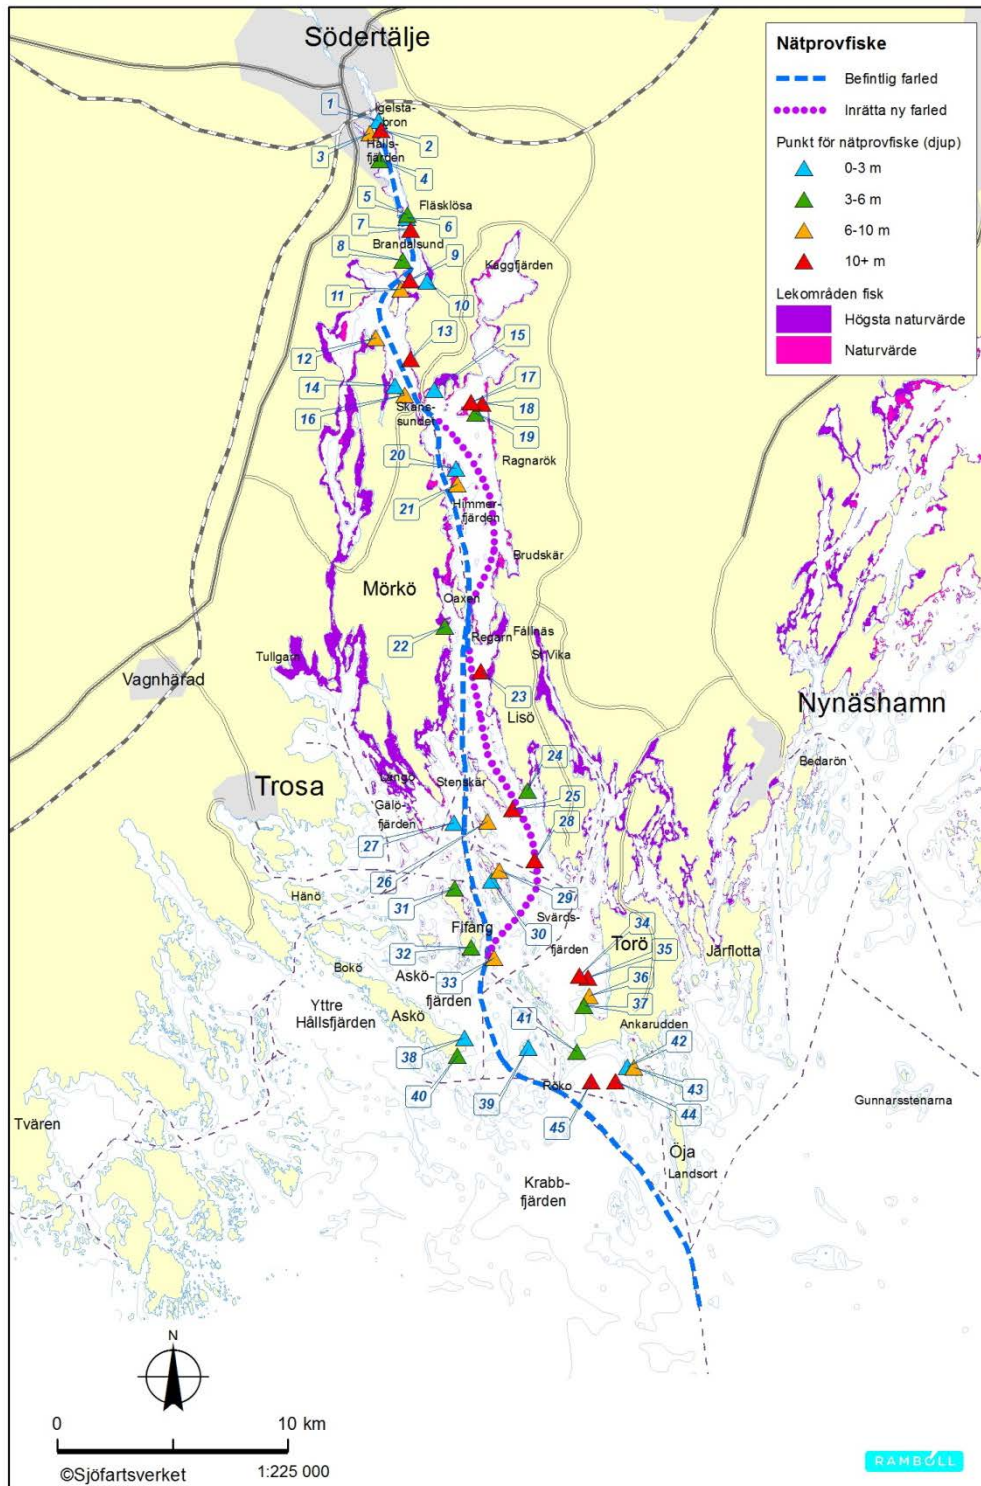 Södertälje
Nätprovfiske
Befintlig farled
Inrätta ny farled
Punkt för nätprovfiske (djup)
0-3 m
3-6 m
6-10 m
10+ m
Lekområden fisk
Högsta naturvärde
Naturvärde
1
Igelsta-
bron
2
3
Halls-
fjärden
4
5
Fläsklösa
6
7
Brandalsund
8
9
Kaggfjärden
10
11
12
13
15
14
17
16
Skans-
sundet
18
19
20
Ragnarök
21
Himmer-
fjärden
Brudskär
Mörkö
Oaxen
22
Regarn
Fållnäs
St Vika
Tullgarn
Vagnhärad
23
Lisö
Nynäshamn
24
Bedarön
Trosa
Långö
Stenskär
25
Gälö-
fjärden
28
27
26
Hånö
29
31
30
Svärds-
fjärden
34
Fifång
Torö
35
Järflotta
32
Bokö
Askö-
fjärden
33
36
37
Yttre
Hållsfjärden
Askö
41
Ankarudden
42
38
40
39
Röko
43
45
44
Gunnarsstenarna
Tvären
Öja
Landsort
Krabb-
fjärden
N
0
10 km
©Sjöfartsverket
1:225 000
RAMBOLL